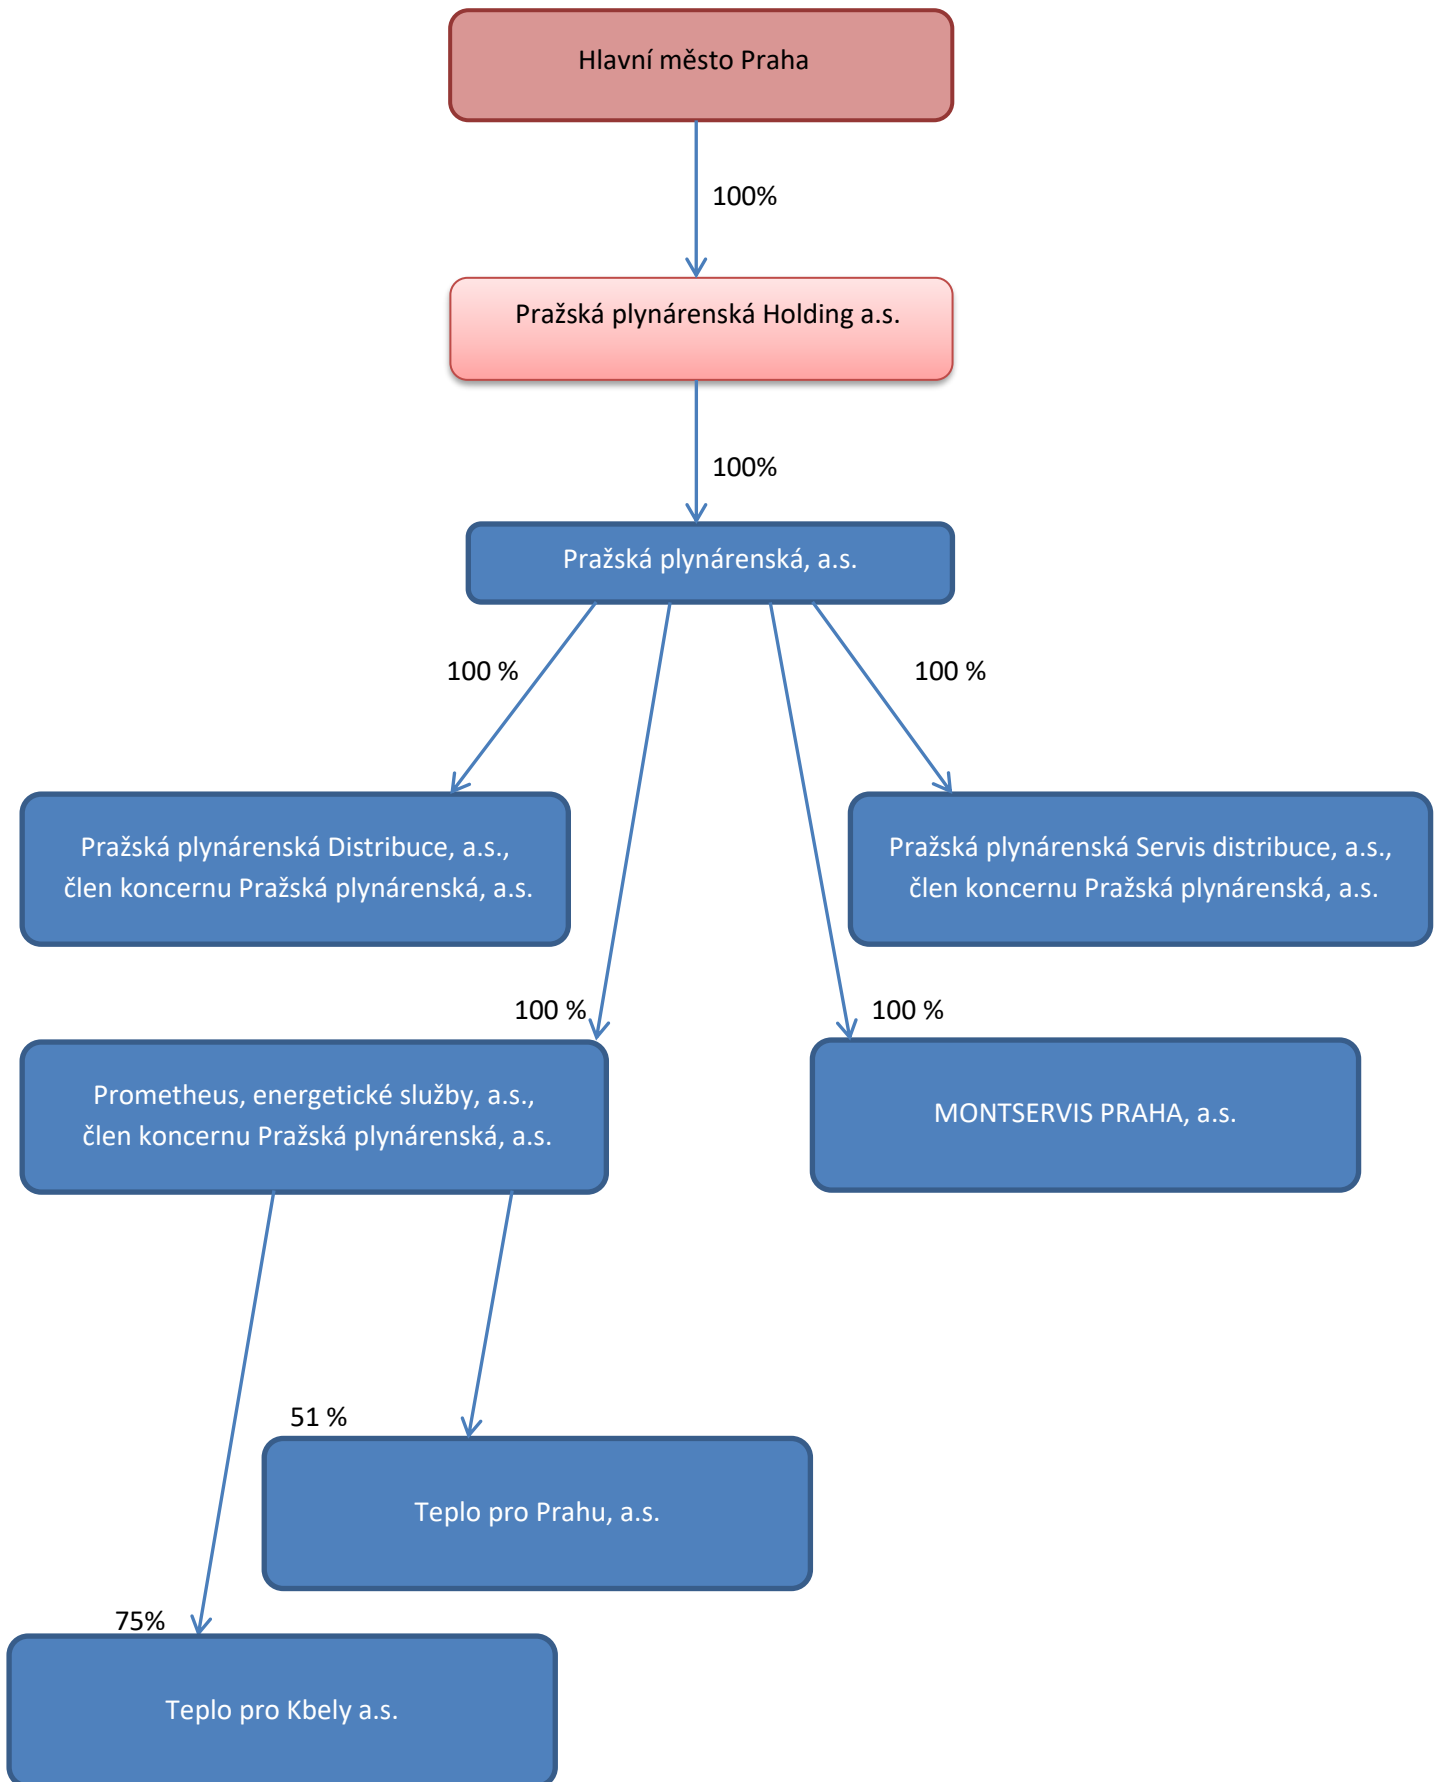 Hlavní město Praha
100%
Pražská plynárenská Holding a.s.
100%
Pražská plynárenská, a.s.
100 %
100 %
Pražská plynárenská Distribuce, a.s.,
člen koncernu Pražská plynárenská, a.s.
Pražská plynárenská Servis distribuce, a.s.,
člen koncernu Pražská plynárenská, a.s.
100 %
100 %
Prometheus, energetické služby, a.s.,
člen koncernu Pražská plynárenská, a.s.
MONTSERVIS PRAHA, a.s.
51 %
Teplo pro Prahu, a.s.
75%
Teplo pro Kbely a.s.